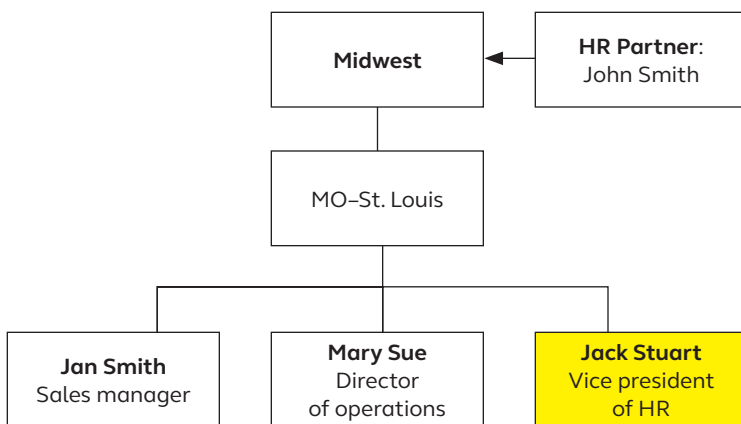 Midwest
HR Partner:
John Smith
MO–St. Louis
Jan Smith
Sales manager
Mary Sue
Director
of operations
Jack Stuart
Vice president
of HR